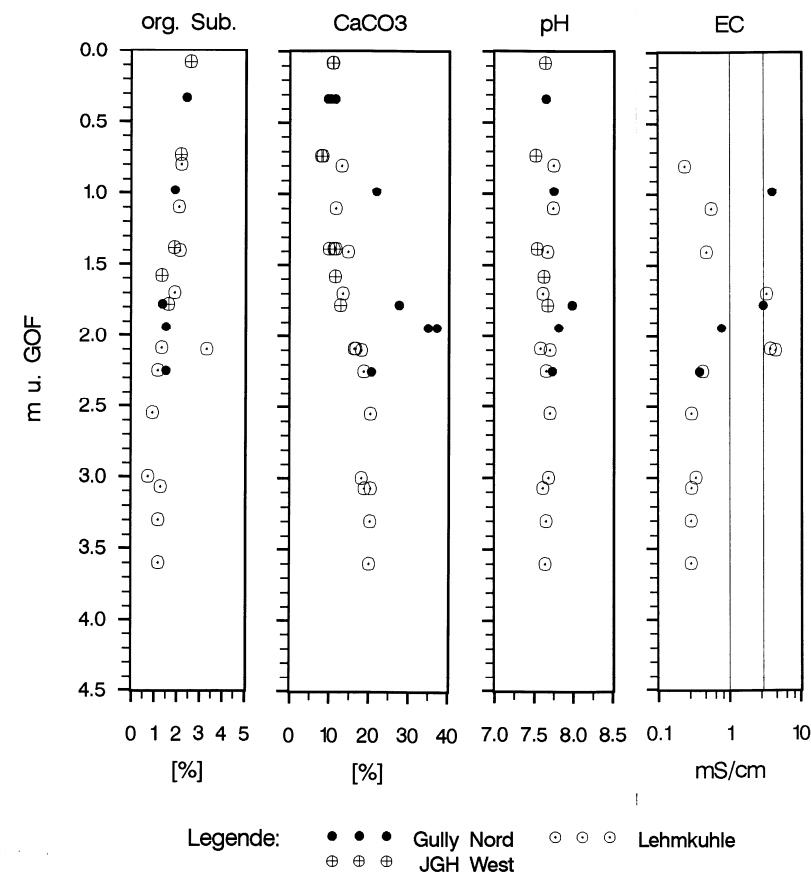 org. Sub. CaCO3 pH EC
0.0
0.5
1.0
1.5
2.0
2.5
3.0
3.5
4.0
4.5
m u. GOF
0 1 2 3 4 5 0 10 20 30 40 7.0 7.5 8.0 8.5 0.1 1 10
[%] [%] mS/cm
Legende: Gully Nord Lehmkuhle
JGH West